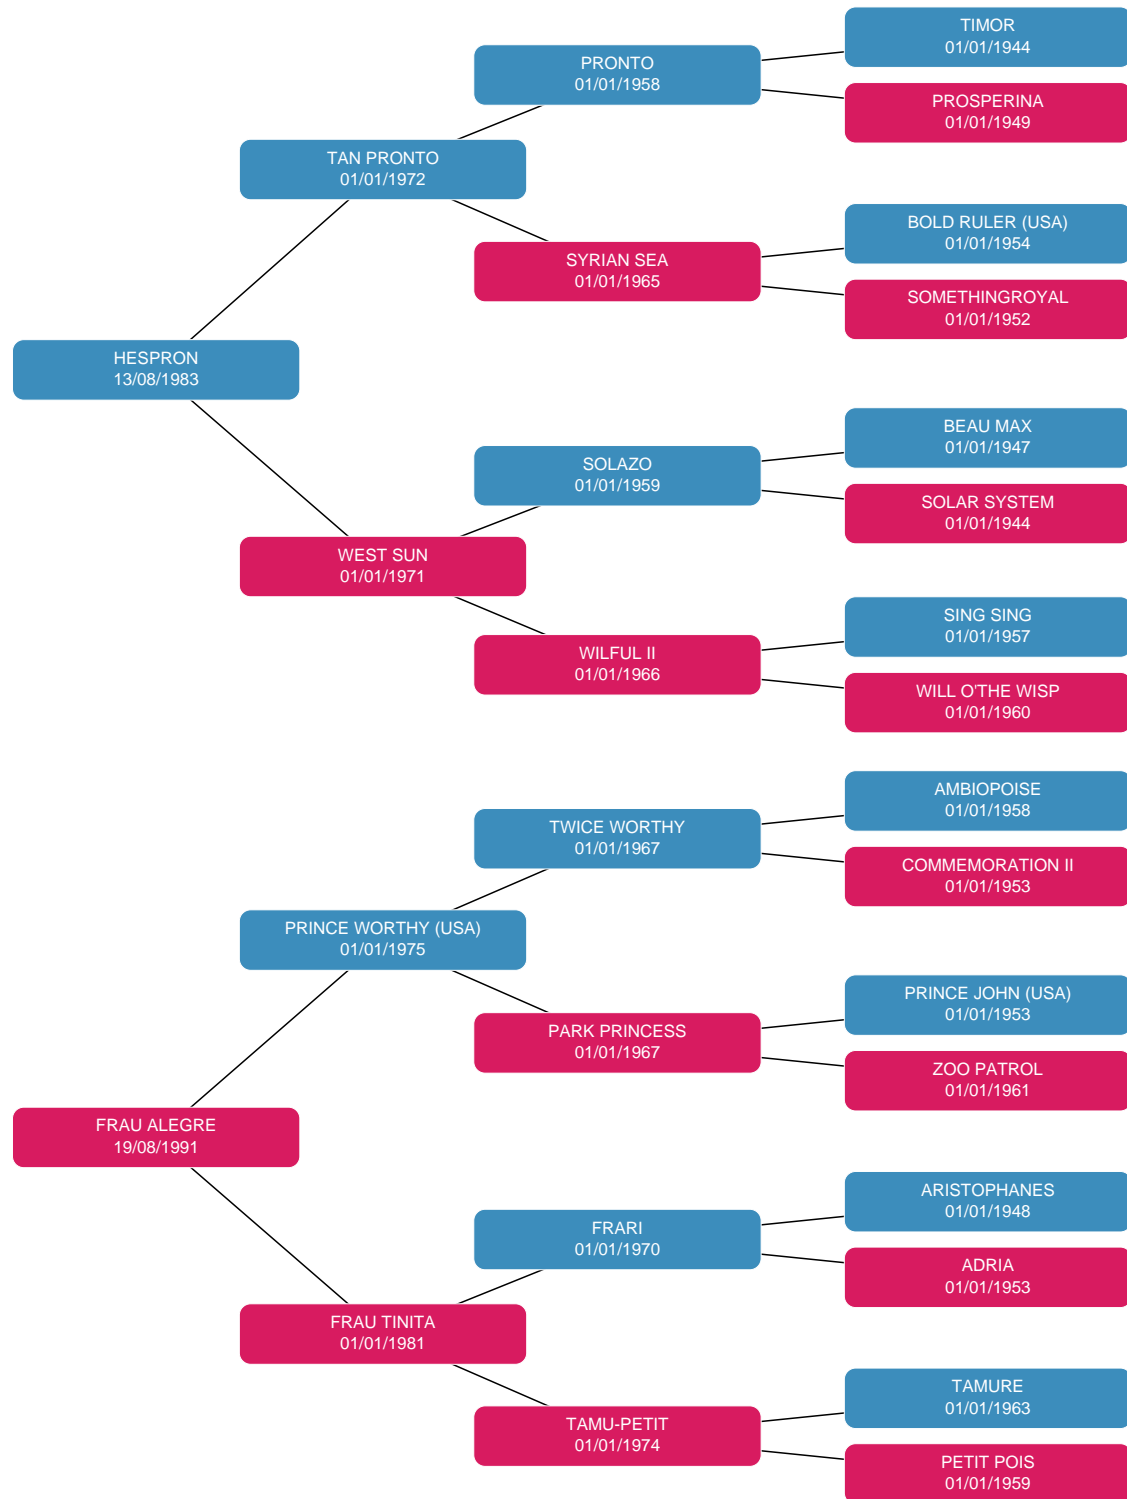 TIMOR
01/01/1944
PRONTO
01/01/1958
PROSPERINA
01/01/1949
TAN PRONTO
01/01/1972
BOLD RULER (USA)
01/01/1954
SYRIAN SEA
01/01/1965
SOMETHINGROYAL
01/01/1952
HESPRON
13/08/1983
BEAU MAX
01/01/1947
SOLAZO
01/01/1959
SOLAR SYSTEM
01/01/1944
WEST SUN
01/01/1971
SING SING
01/01/1957
WILFUL II
01/01/1966
WILL O'THE WISP
01/01/1960
AMBIOPOISE
01/01/1958
TWICE WORTHY
01/01/1967
COMMEMORATION II
01/01/1953
PRINCE WORTHY (USA)
01/01/1975
PRINCE JOHN (USA)
01/01/1953
PARK PRINCESS
01/01/1967
ZOO PATROL
01/01/1961
FRAU ALEGRE
19/08/1991
ARISTOPHANES
01/01/1948
FRARI
01/01/1970
ADRIA
01/01/1953
FRAU TINITA
01/01/1981
TAMURE
01/01/1963
TAMU-PETIT
01/01/1974
PETIT POIS
01/01/1959